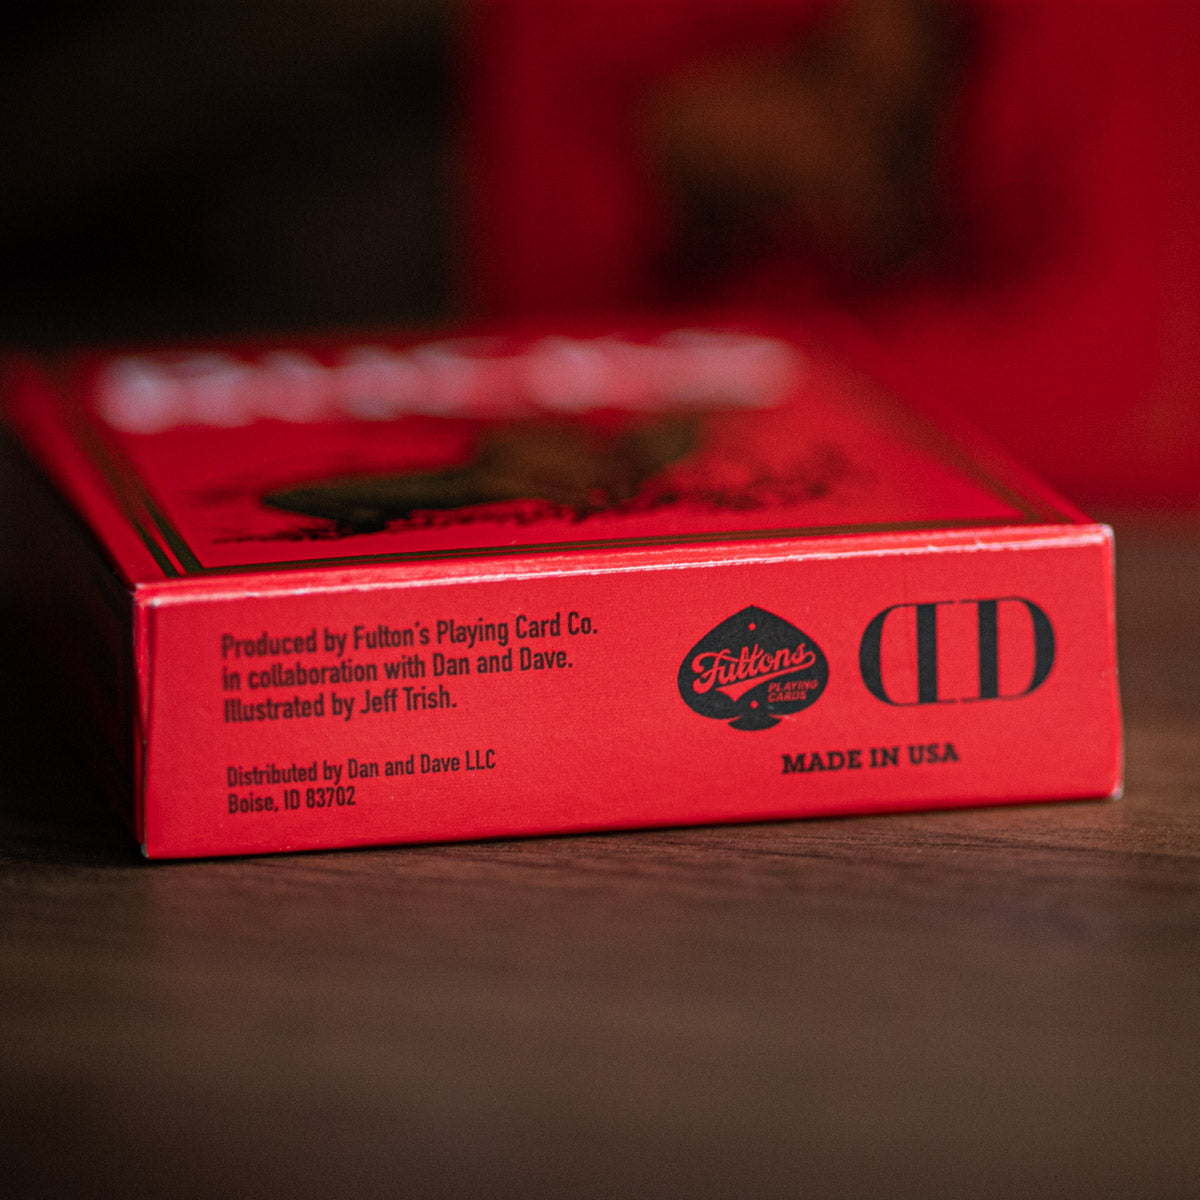 Produced by Fulton's Playing Card Co.
in collaboration with Dan and Dave.
Illustrated by Jeff Trish.
Distributed by Dan and Dave LLC
Boise, ID 83702
Fultons
PLAYING
CARDS
DD
MADE IN USA